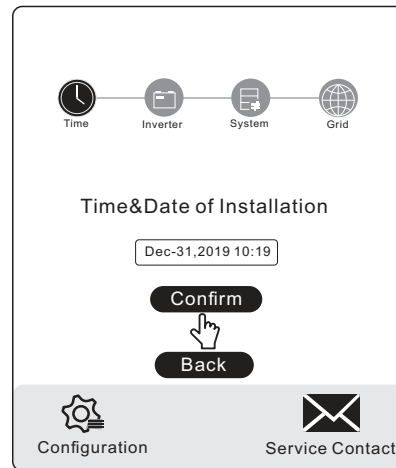 Time Inverter System Grid
Time&Date of Installation
Dec-31,2019 10:19
Confirm
Back
Configuration Service Contact